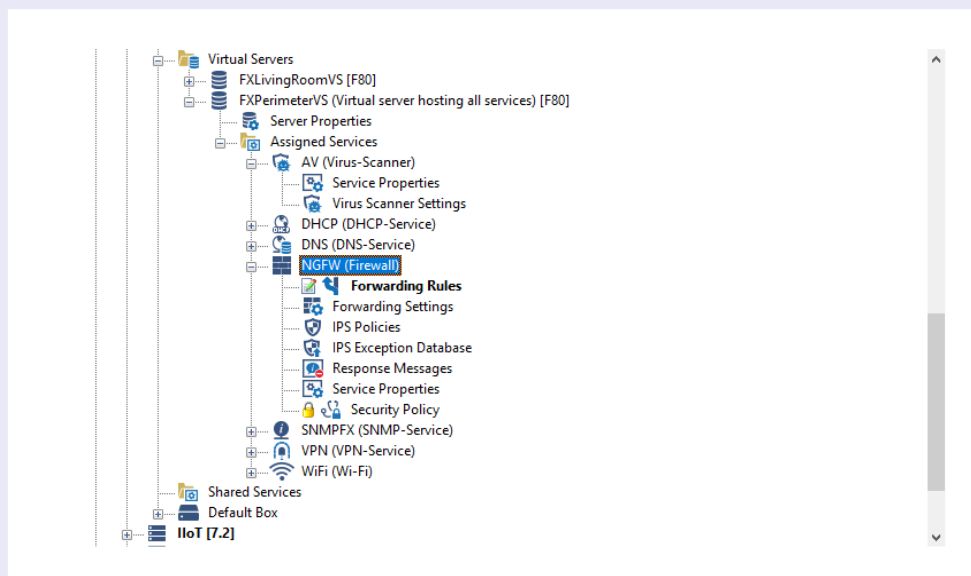 Virtual Servers
FXLivingRoomVS [F80]
FXPerimeterVS (Virtual server hosting all services) [F80]
Server Properties
Assigned Services
AV (Virus-Scanner)
Service Properties
Virus Scanner Settings
DHCP (DHCP-Service)
DNS (DNS-Service)
NGFW (Firewall)
Forwarding Rules
Forwarding Settings
IPS Policies
IPS Exception Database
Response Messages
Service Properties
Security Policy
SNMPFX (SNMP-Service)
VPN (VPN-Service)
WiFi (Wi-Fi)
Shared Services
Default Box
IIoT [7.2]